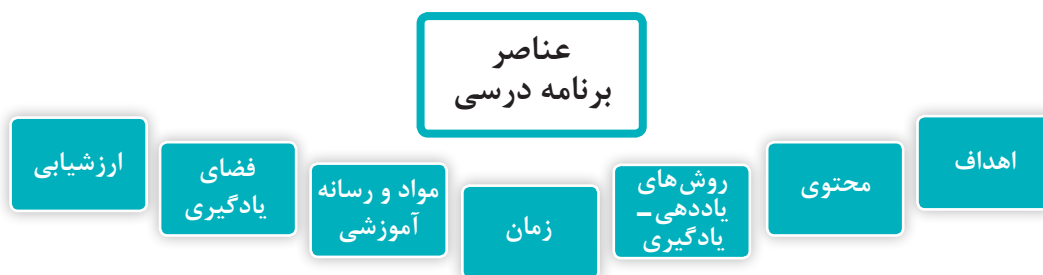 عناصر
برنامه درسی
اهداف
محتوی
روش‌های
یاددهی ـ
یادگیری
زمان
مواد و رسانه
آموزشی
فضای
یادگیری
ارزشیابی